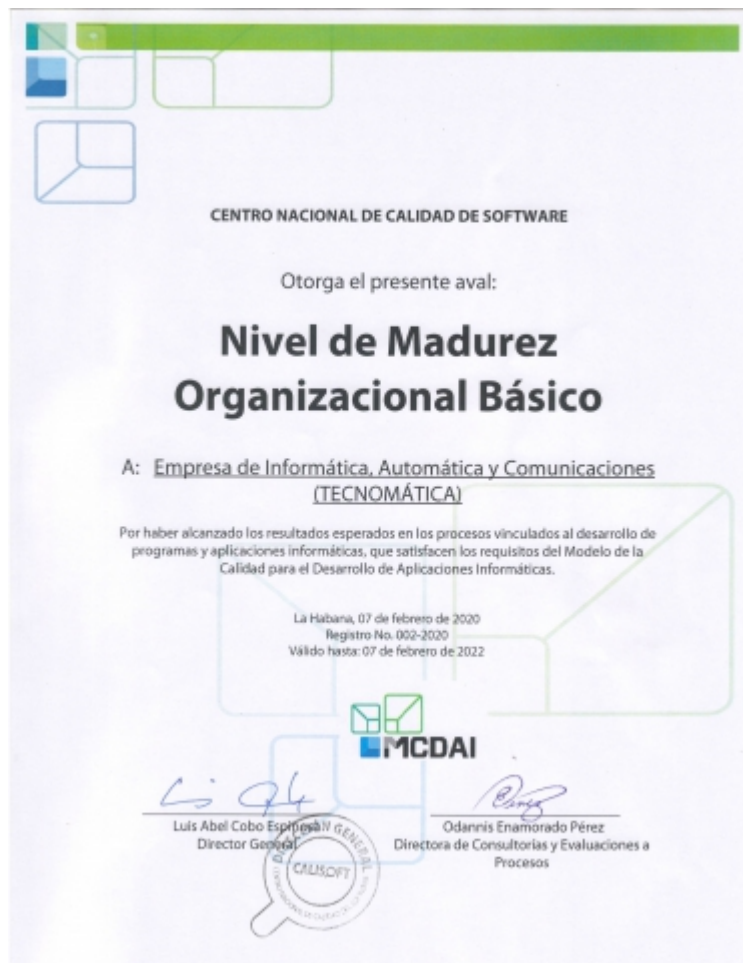 CENTRO NACIONAL DE CALIDAD DE SOFTWARE
Otorga el presente aval:
Nivel de Madurez
Organizacional Básico
A: Empresa de Informática, Automática y Comunicaciones
(TECNOMÁTICA)
Por haber alcanzado los resultados esperados en los procesos vinculados al desarrollo de
programas y aplicaciones informáticas, que satisfacen los requisitos del Modelo de la
Calidad para el Desarrollo de Aplicaciones Informáticas.
La Habana, 07 de febrero de 2020
Registro No. 002-2020
Válido hasta: 07 de febrero de 2022
MCDAI
Luis Abel Cobo
Director General
Odannis Enamorado Pérez
Directora de Consultorías y Evaluaciones a
Procesos
DIRECCIÓN GENERAL
CALISOFT